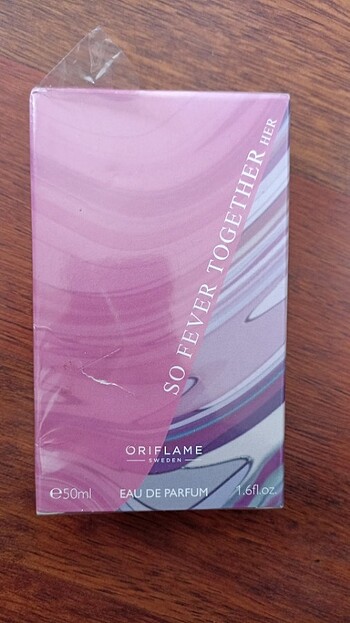 SO FEVER TOGETHER HER
ORIFLAME
SWEDEN
℮50ml EAU DE PARFUM 1.6fl.oz.